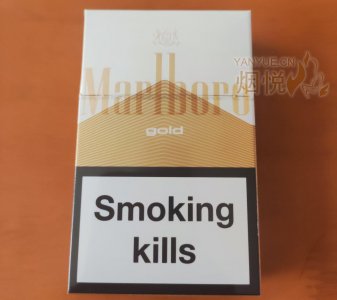 YANYUE.CN
烟悦
Marlboro
gold
Smoking
kills